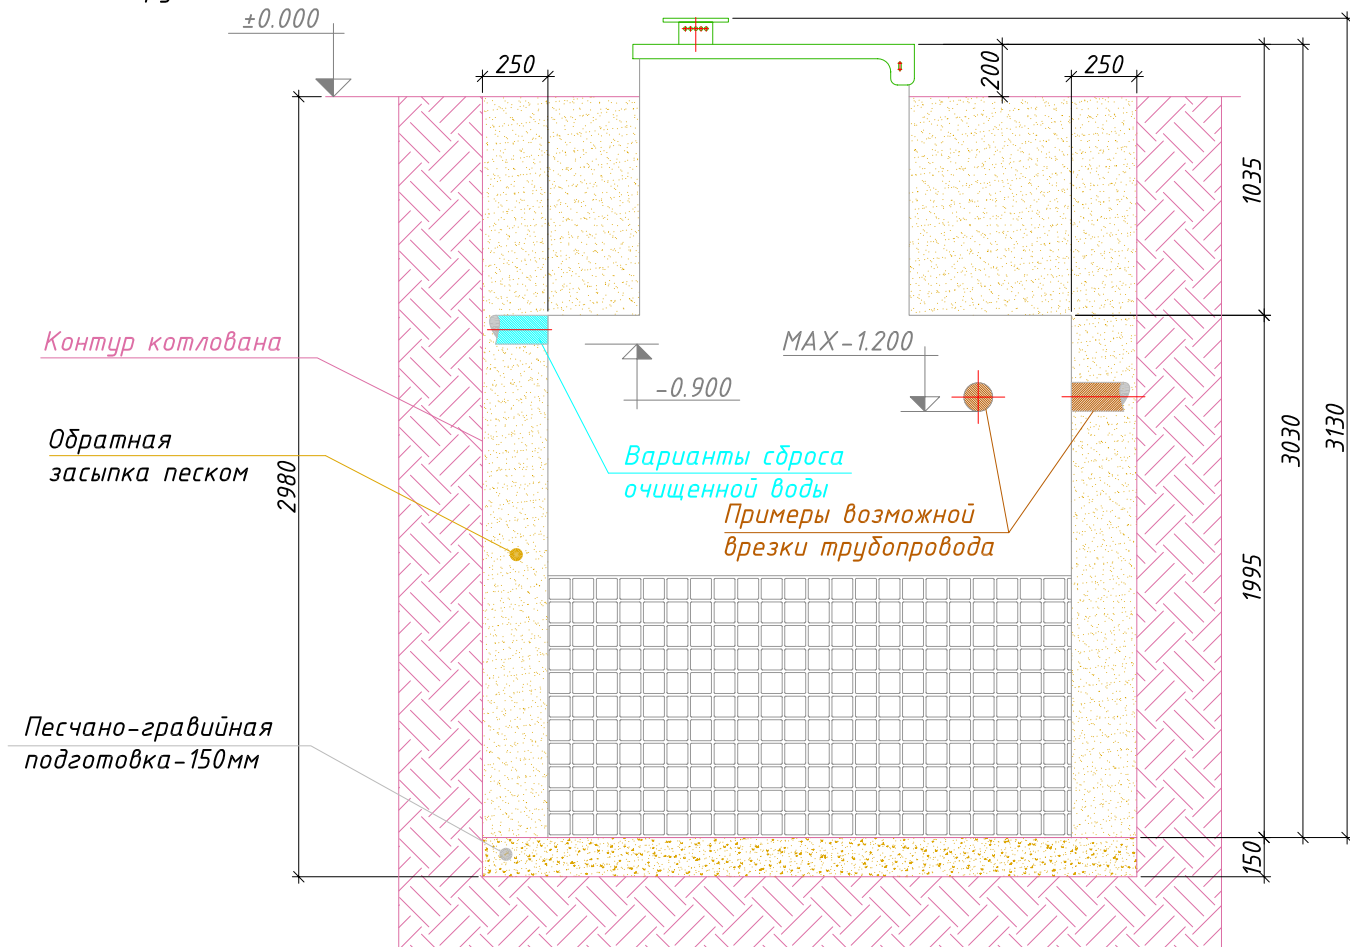 ±0.000
250
200
250
1035
3130
3030
Контур котлована
MAX-1.200
-0.900
Обратная
засыпка песком
2980
Варианты сброса
очищенной воды
Примеры возможной
врезки трубопровода
1995
Песчано-гравийная
подготовка-150мм
150